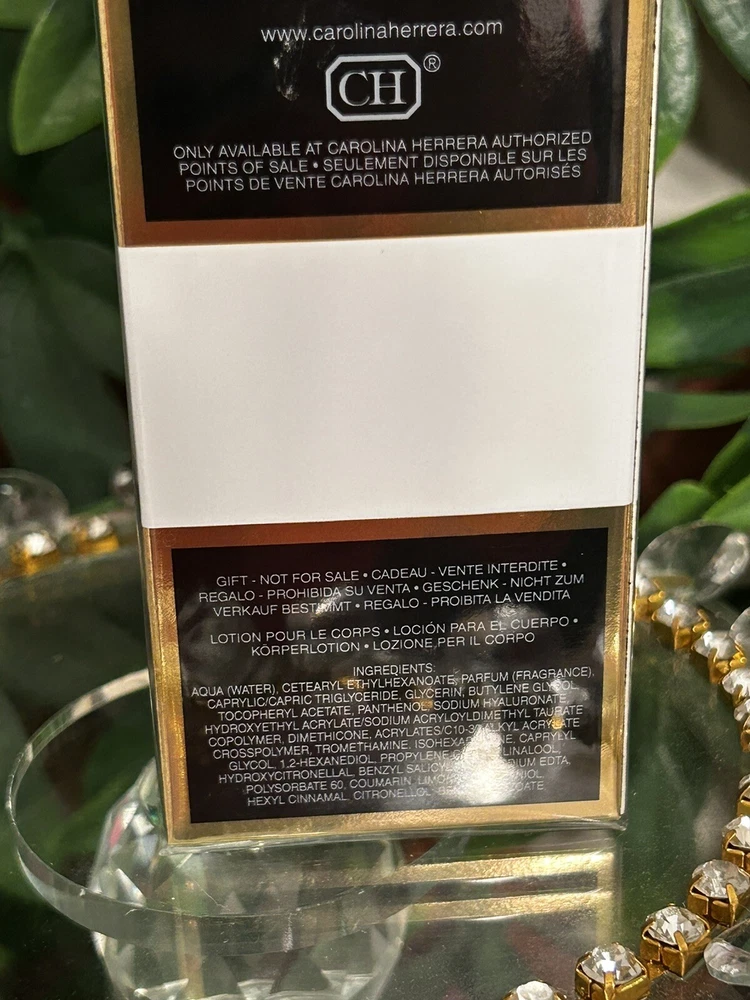 www.carolinaherrera.com
CH®
ONLY AVAILABLE AT CAROLINA HERRERA AUTHORIZED
POINTS OF SALE • SEULEMENT DISPONIBLE SUR LES
POINTS DE VENTE CAROLINA HERRERA AUTORISÉS
GIFT - NOT FOR SALE • CADEAU - VENTE INTERDITE •
REGALO - PROHIBIDA SU VENTA • GESCHENK - NICHT ZUM
VERKAUF BESTIMMT • REGALO - PROIBITA LA VENDITA
LOTION POUR LE CORPS • LOCIÓN PARA EL CUERPO •
KÖRPERLOTION • LOZIONE PER IL CORPO
INGREDIENTS:
AQUA (WATER), CETEARYL ETHYLHEXANOATE, PARFUM (FRAGRANCE),
CAPRYLIC/CAPRIC TRIGLYCERIDE, GLYCERIN, BUTYLENE GLYCOL,
TOCOPHERYL ACETATE, PANTHENOL, SODIUM HYALURONATE,
HYDROXYETHYL ACRYLATE/SODIUM ACRYLOYLDIMETHYL TAURATE
COPOLYMER, DIMETHICONE, ACRYLATES/C10-30 ALKYL ACRYLATE
CROSSPOLYMER, TROMETHAMINE, CAPRYLYL
GLYCOL, 1,2-HEXANEDIOL, PROPYLENE LINALOOL,
HYDROXYCITRONELLAL, BENZYL EDTA,
POLYSORBATE 60, COUMARIN,
HEXYL CINNAMAL, CITRONELLOL,